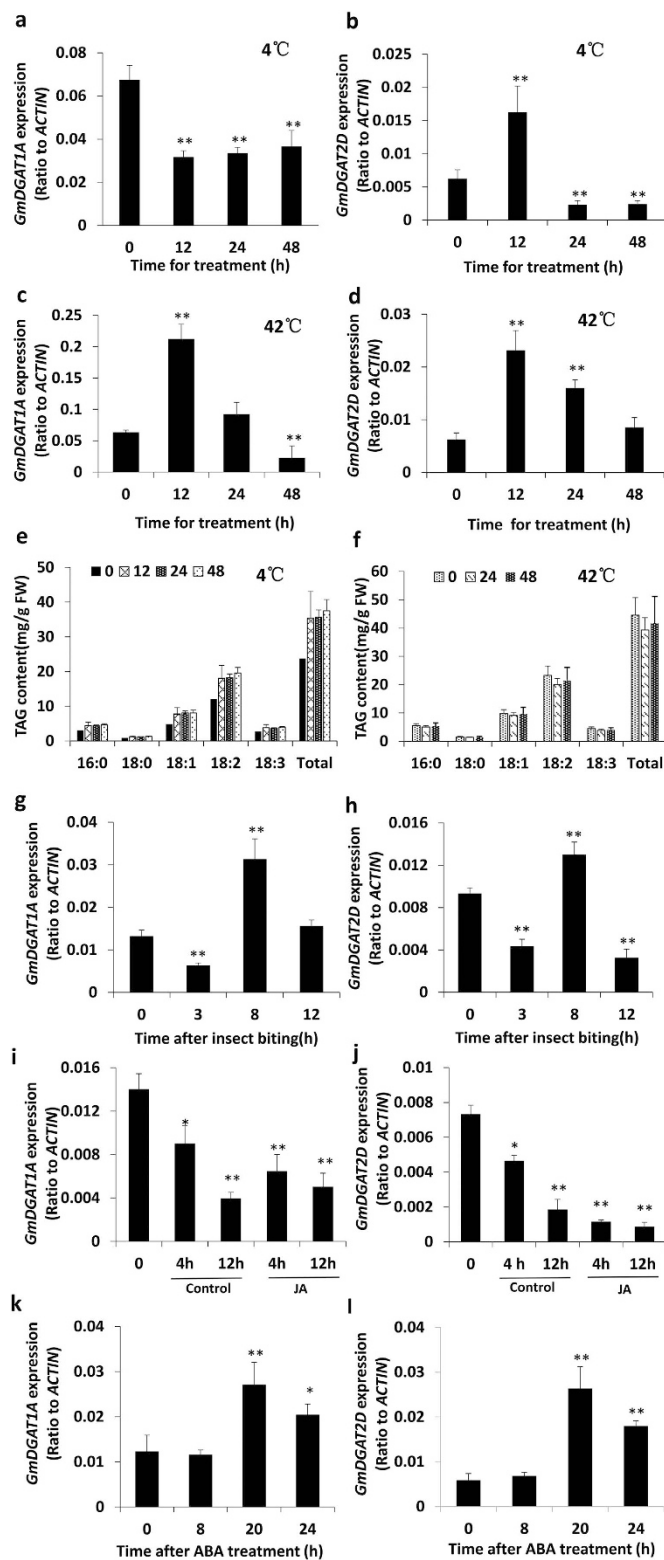 a
4℃
GmDGAT1A expression
(Ratio to ACTIN)
0.08
0.06
0.04
0.02
0
**
**
**
0 12 24 48
Time for treatment (h)
b
4℃
GmDGAT2D expression
(Ratio to ACTIN)
0.025
0.02
0.015
0.01
0.005
0
**
**
**
0 12 24 48
Time for treatment (h)
c
42℃
GmDGAT1A expression
(Ratio to ACTIN)
0.25
0.2
0.15
0.1
0.05
0
**
**
0 12 24 48
Time for treatment (h)
d
42℃
GmDGAT2D expression
(Ratio to ACTIN)
0.03
0.02
0.01
0
**
**
0 12 24 48
Time for treatment (h)
e
0 12 24 48
4℃
TAG content(mg/g FW)
50
40
30
20
10
0
16:0 18:0 18:1 18:2 18:3 Total
f
0 24 48
42℃
TAG content (mg/g FW)
60
50
40
30
20
10
0
16:0 18:0 18:1 18:2 18:3 Total
g
GmDGAT1A expression
(Ratio to ACTIN)
0.04
0.03
0.02
0.01
0
**
**
0 3 8 12
Time after insect biting(h)
h
GmDGAT2D expression
(Ratio to ACTIN)
0.016
0.012
0.008
0.004
0
**
**
**
0 3 8 12
Time after insect biting(h)
i
GmDGAT1A expression
(Ratio to ACTIN)
0.016
0.012
0.008
0.004
0
*
**
**
**
0 4h 12h 4h 12h
Control JA
j
GmDGAT2D expression
(Ratio to ACTIN)
0.01
0.008
0.006
0.004
0.002
0
*
**
**
**
0 4 h 12h 4h 12h
Control JA
k
GmDGAT1A expression
(Ratio to ACTIN)
0.04
0.03
0.02
0.01
0
**
*
0 8 20 24
Time after ABA treatment (h)
l
GmDGAT2D expression
(Ratio to ACTIN)
0.04
0.03
0.02
0.01
0
**
**
0 8 20 24
Time after ABA treatment (h)